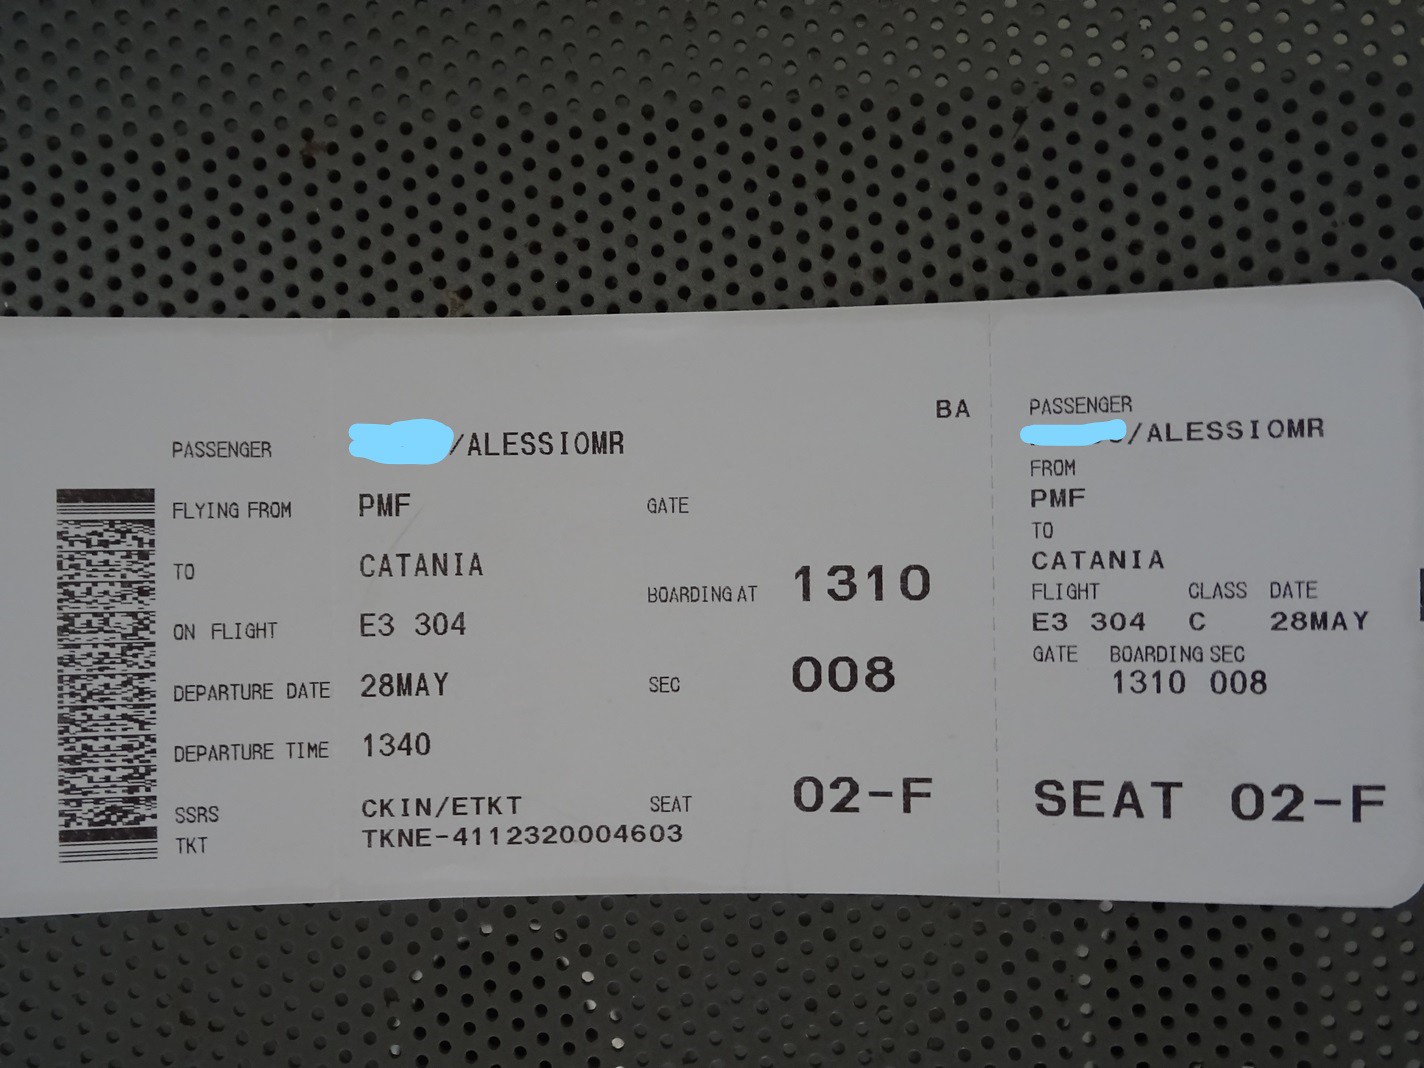 BA
PASSENGER /ALESSIOMR
FLYING FROM PMF GATE
TO CATANIA
BOARDING AT 1310
ON FLIGHT E3 304
DEPARTURE DATE 28MAY SEC 008
DEPARTURE TIME 1340
SSRS CKIN/ETKT SEAT 02-F
TKT TKNE-4112320004603
PASSENGER
/ALESSIOMR
FROM
PMF
TO
CATANIA
FLIGHT CLASS DATE
E3 304 C 28MAY
GATE BOARDING SEC
1310 008
SEAT 02-F